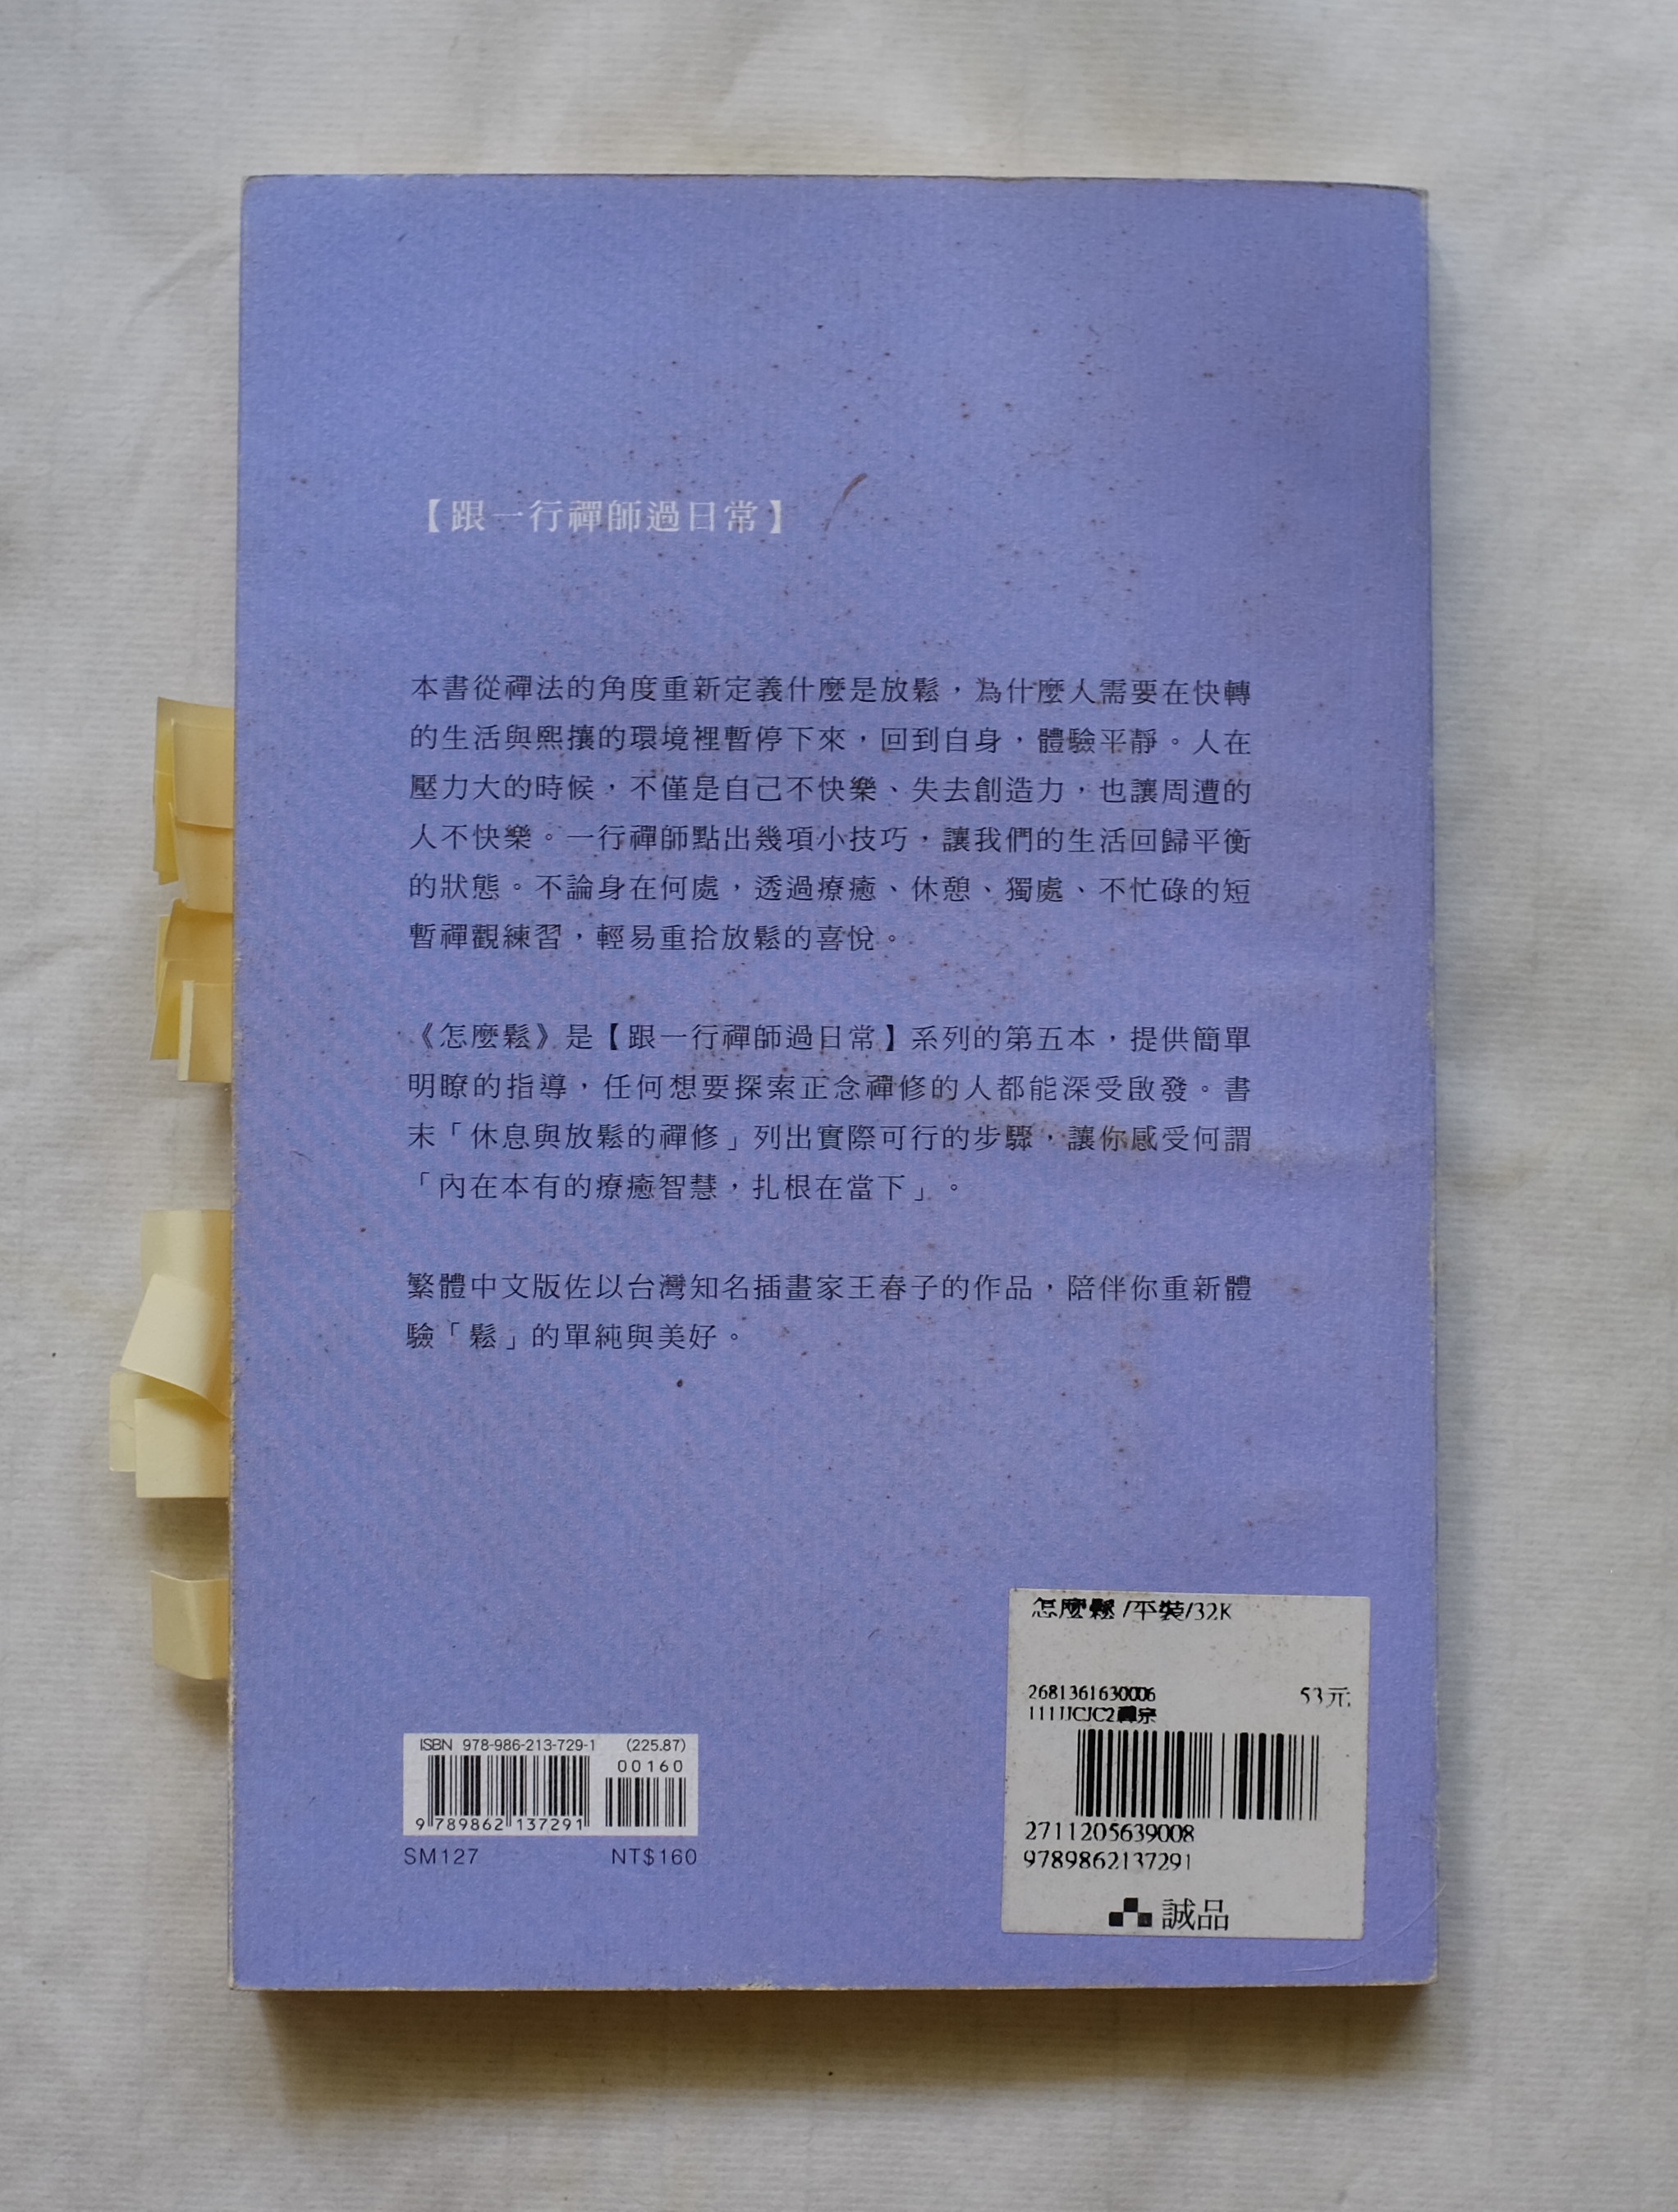 【跟一行禪師過日常】
本書從禪法的角度重新定義什麼是放鬆，為什麼人需要在快轉
的生活與熙攘的環境裡暫停下來，回到自身，體驗平靜。人在
壓力大的時候，不僅是自己不快樂、失去創造力，也讓周遭的
人不快樂。一行禪師點出幾項小技巧，讓我們的生活回歸平衡
的狀態。不論身在何處，透過療癒、休憩、獨處、不忙碌的短
暫禪觀練習，輕易重拾放鬆的喜悅。
《怎麼鬆》是【跟一行禪師過日常】系列的第五本，提供簡單
明瞭的指導，任何想要探索正念禪修的人都能深受啟發。書
末「休息與放鬆的禪修」列出實際可行的步驟，讓你感受何謂
「內在本有的療癒智慧，扎根在當下」。
繁體中文版佐以台灣知名插畫家王春子的作品，陪伴你重新體
驗「鬆」的單純與美好。
ISBN 978-986-213-729-1 (225.87)
00160
9 789862 137291
SM127 NT$160
怎麼鬆 /平裝/32K
2681361630006 53元
111JJCJC2禪宗
2711205639008
9789862137291
誠品